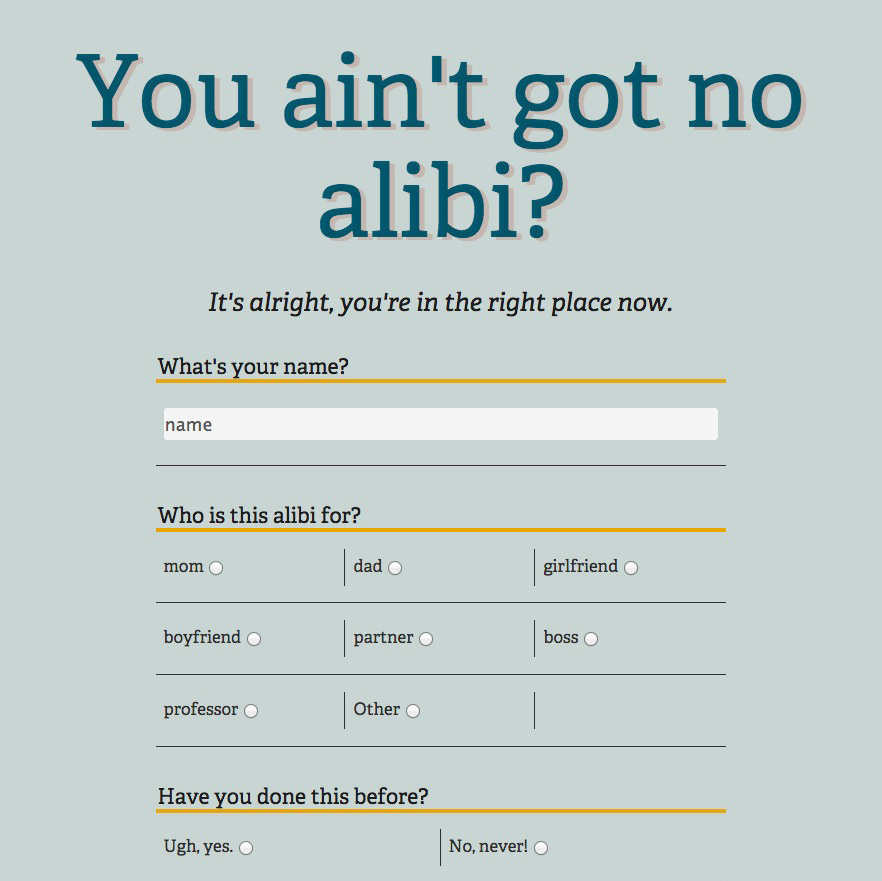 You ain't got no
alibi?
It's alright, you're in the right place now.
What's your name?
name
Who is this alibi for?
mom dad girlfriend
boyfriend partner boss
professor Other
Have you done this before?
Ugh, yes. No, never!